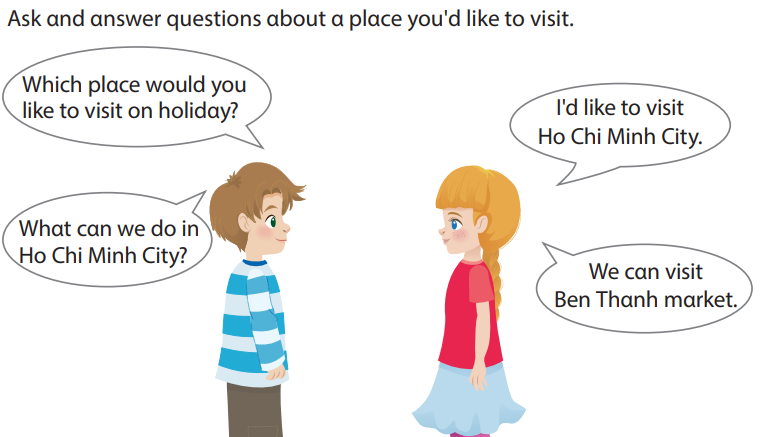 Ask and answer questions about a place you'd like to visit.
Which place would you
like to visit on holiday?
I'd like to visit
Ho Chi Minh City.
What can we do in
Ho Chi Minh City?
We can visit
Ben Thanh market.